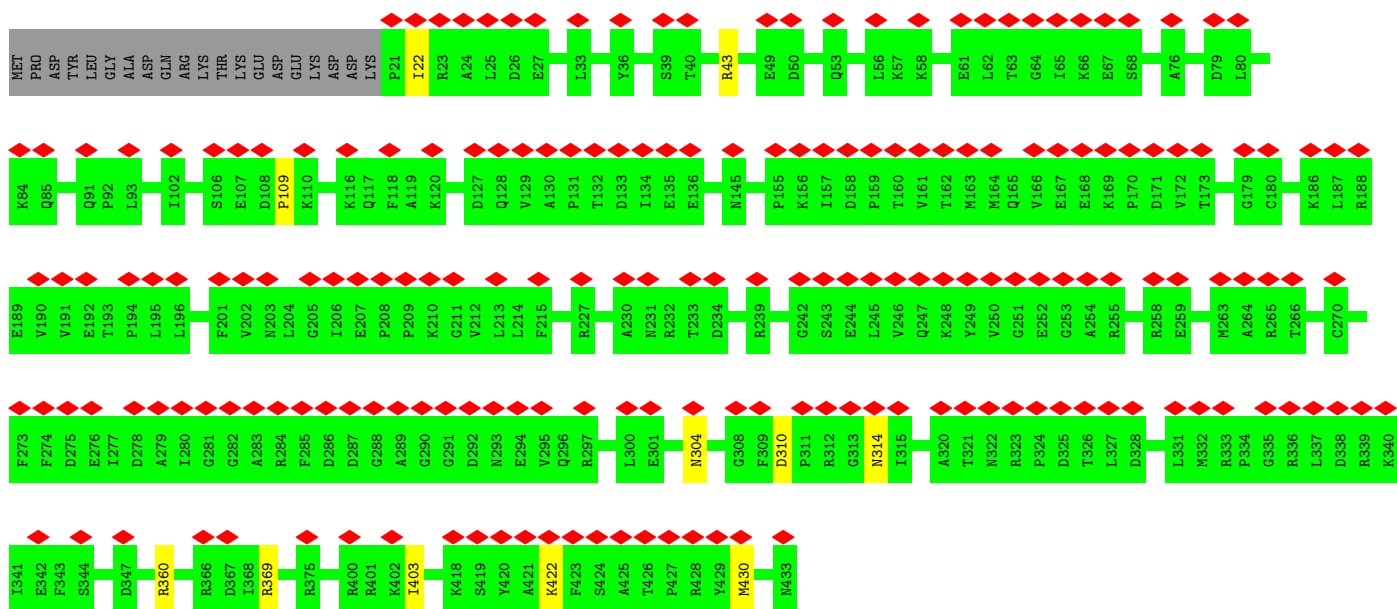 MET PRO ASP TYR LEU GLY ALA ASP GLN ARG LYS THR LYS GLU ASP GLU LYS ASP ASP LYS P21 I22 R23 A24 L25 D26 E27 L33 Y36 S39 T40 R43 E49 D50 Q53 L56 K57 K58 E61 L62 T63 G64 I65 K66 E67 S68 A76 D79 L80
K84 Q85 Q91 P92 L93 I102 S106 E107 D108 P109 K110 K116 Q117 F118 A119 K120 D127 Q128 V129 A130 P131 T132 D133 I134 E135 E136 N145 P155 K156 I157 D158 P159 T160 V161 T162 M163 M164 Q165 V166 E167 E168 K169 P170 D171 V172 T173 G179 C180 K186 L187 R188
E189 V190 V191 E192 T193 P194 L195 L196 F201 V202 N203 L204 G205 I206 E207 P208 P209 K210 G211 V212 L213 L214 F215 R227 A230 N231 R232 T233 D234 R239 G242 S243 E244 L245 V246 Q247 K248 Y249 V250 G251 E252 G253 A254 R255 R258 E259 M263 A264 R265 T266 C270
F273 F274 D275 E276 I277 D278 A279 I280 G281 G282 A283 R284 F285 D286 D287 G288 A289 G290 G291 D292 N293 E294 V295 Q296 R297 L300 E301 N304 G308 F309 D310 P311 R312 G313 N314 I315 A320 T321 N322 R323 P324 D325 T326 L327 D328 L331 M332 R333 P334 G335 R336 L337 D338 R339 K340
I341 E342 F343 S344 D347 R360 R366 D367 I368 R369 R375 R400 R401 K402 I403 K418 S419 Y420 A421 K422 F423 S424 A425 T426 P427 R428 Y429 M430 N433